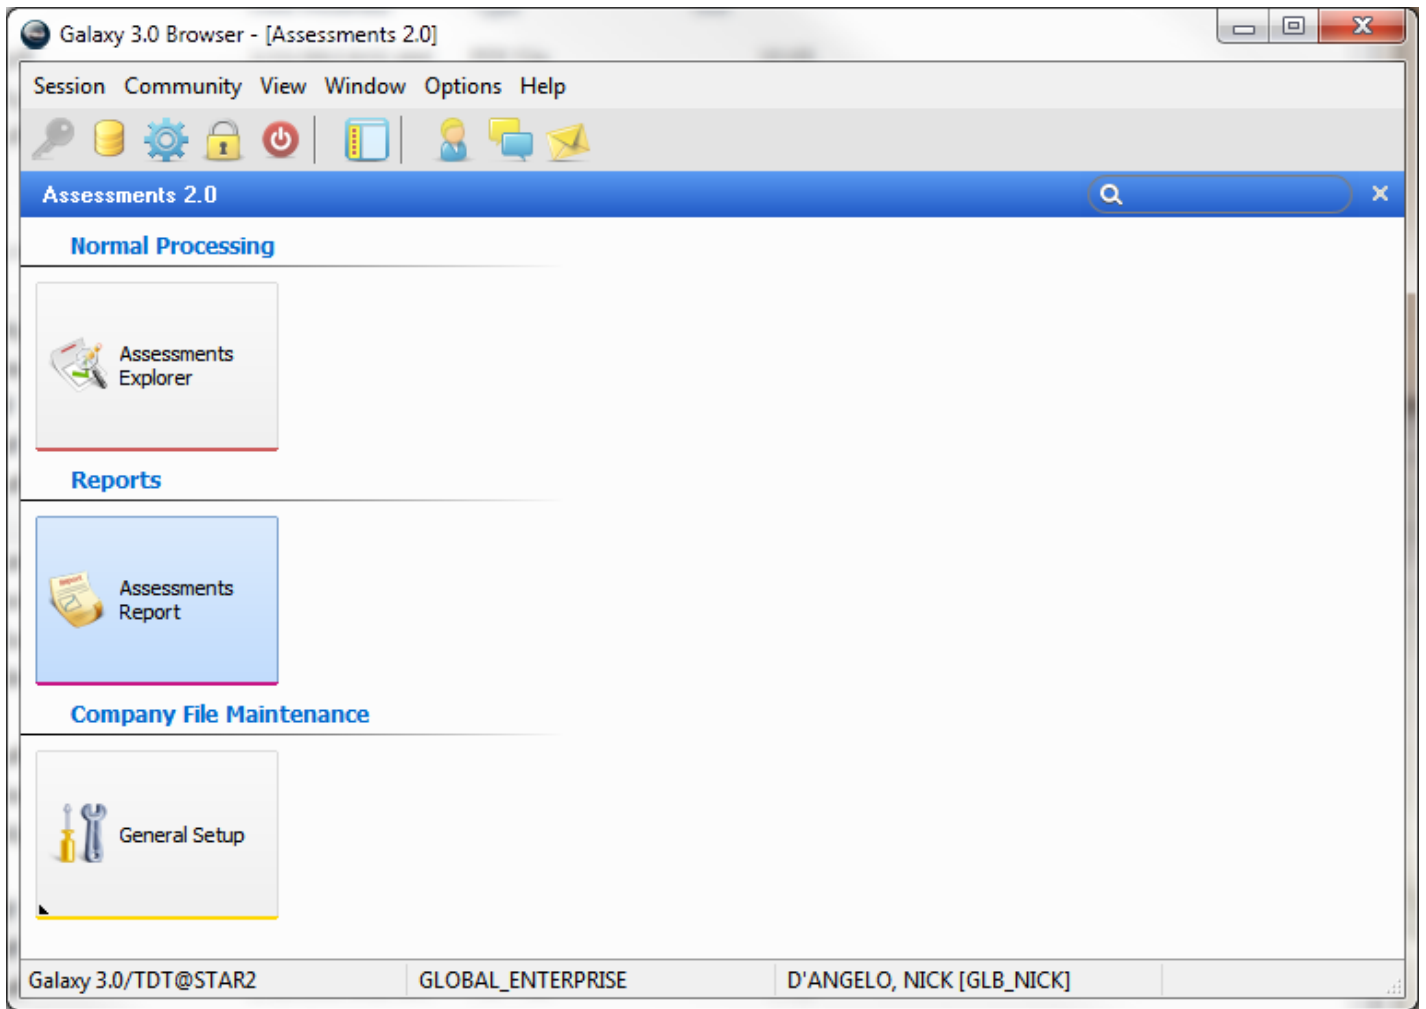 Galaxy 3.0 Browser - [Assessments 2.0]
Session Community View Window Options Help
Assessments 2.0
Normal Processing
Assessments
Explorer
Reports
Report
Assessments
Report
Company File Maintenance
General Setup
Galaxy 3.0/TDT@STAR2 GLOBAL_ENTERPRISE D'ANGELO, NICK [GLB_NICK]